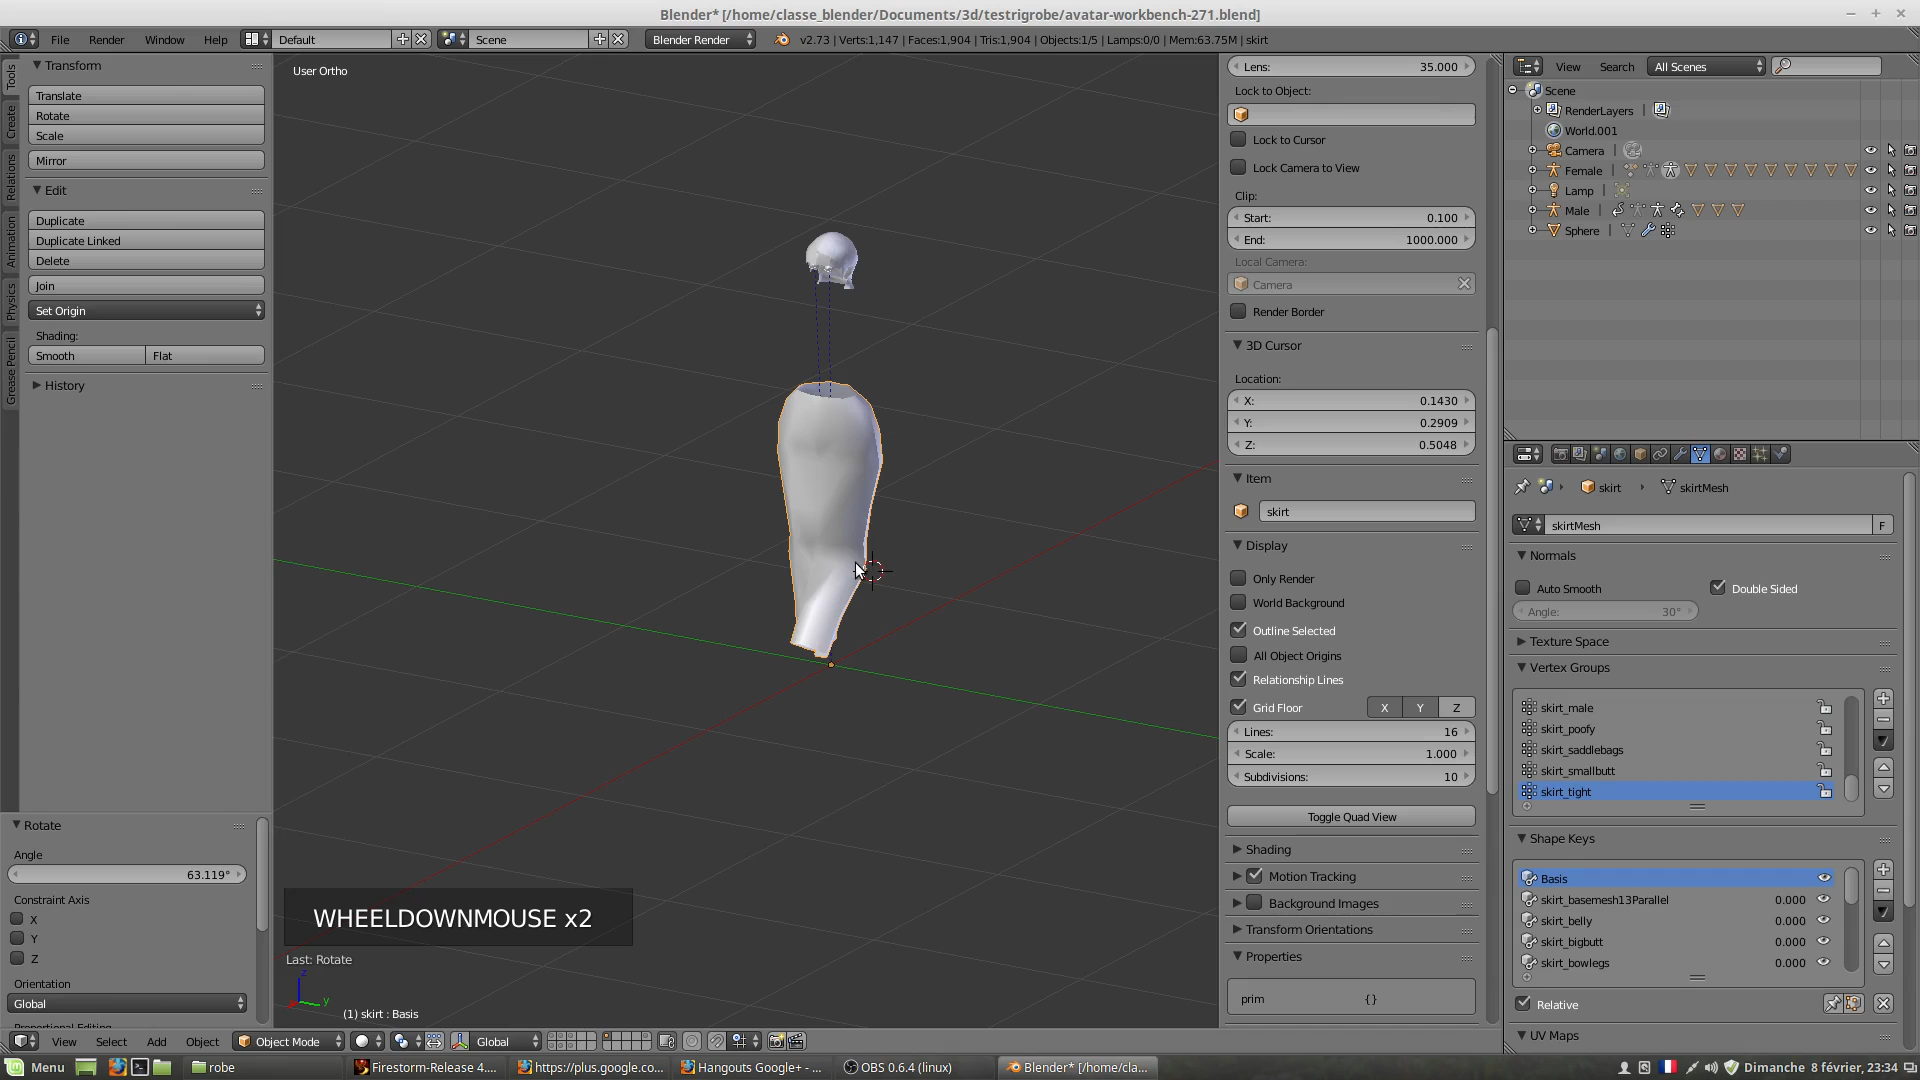 Blender* [/home/classe_blender/Documents/3d/testrigrobe/avatar-workbench-271.blend]
File Render Window Help Default Scene Blender Render v2.73 | Verts:1,147 | Faces:1,904 | Tris:1,904 | Objects:1/5 | Lamps:0/0 | Mem:63.75M | skirt
Tools
Create
Relations
Animation
Physics
Grease Pencil
Transform
Translate
Rotate
Scale
Mirror
Edit
Duplicate
Duplicate Linked
Delete
Join
Set Origin
Shading:
Smooth Flat
History
Rotate
Angle
63.119°
Constraint Axis
X
Y
Z
Orientation
Global
Proportional Editing
User Ortho
WHEELDOWNMOUSE x2
Last: Rotate
z
y
(1) skirt : Basis
View Select Add Object Object Mode Global
Lens: 35.000
Lock to Object:
Lock to Cursor
Lock Camera to View
Clip:
Start: 0.100
End: 1000.000
Local Camera:
Camera
Render Border
3D Cursor
Location:
X: 0.1430
Y: 0.2909
Z: 0.5048
Item
skirt
Display
Only Render
World Background
Outline Selected
All Object Origins
Relationship Lines
Grid Floor X Y Z
Lines: 16
Scale: 1.000
Subdivisions: 10
Toggle Quad View
Shading
Motion Tracking
Background Images
Transform Orientations
Properties
prim {}
View Search All Scenes
Scene
RenderLayers |
World.001
Camera |
Female |
Lamp |
Male |
Sphere |
skirt skirtMesh
skirtMesh F
Normals
Auto Smooth Double Sided
Angle: 30°
Texture Space
Vertex Groups
skirt_male
skirt_poofy
skirt_saddlebags
skirt_smallbutt
skirt_tight
Shape Keys
Basis
skirt_basemesh13Parallel 0.000
skirt_belly 0.000
skirt_bigbutt 0.000
skirt_bowlegs 0.000
Relative
UV Maps
Menu robe Firestorm-Release 4.... https://plus.google.co... Hangouts Google+ - ... OBS 0.6.4 (linux) Blender* [/home/cla... Dimanche 8 février, 23:34